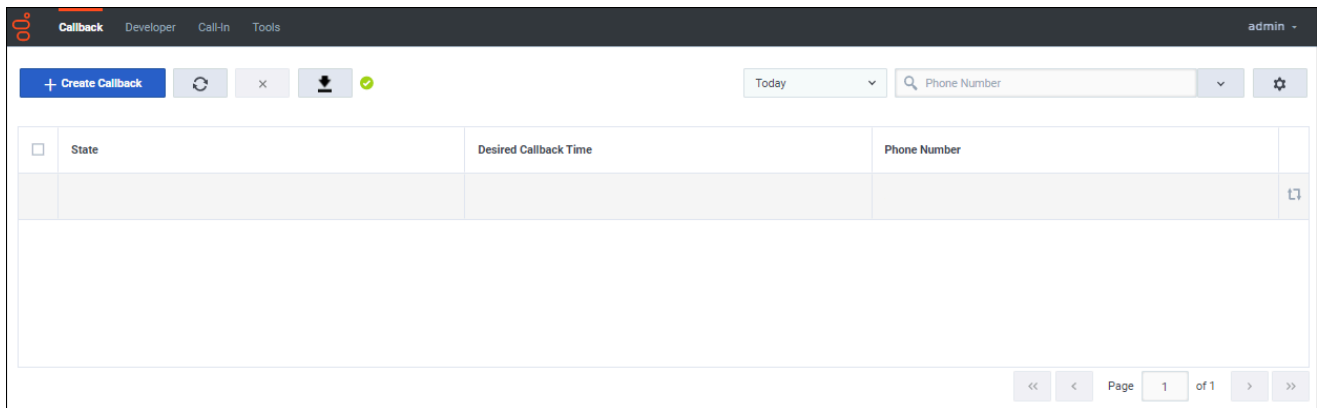 Callback Developer Call-In Tools admin
+ Create Callback Today Phone Number
State Desired Callback Time Phone Number
Page 1 of 1